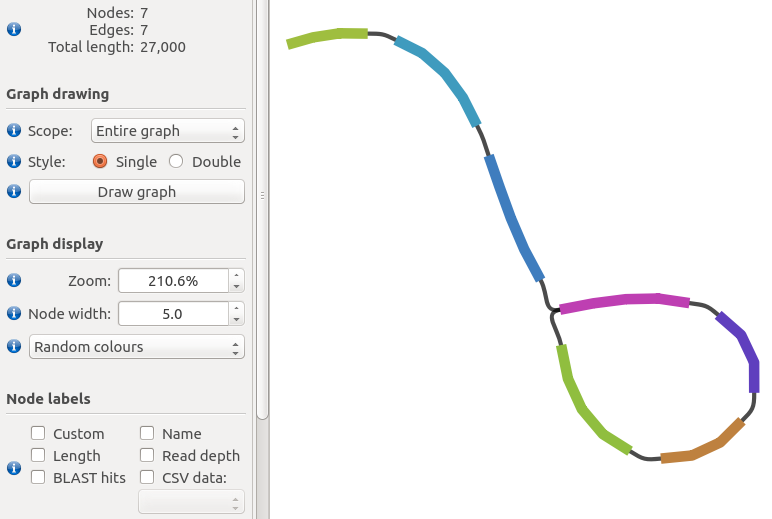 Nodes: 7
Edges: 7
Total length: 27,000
Graph drawing
Scope: Entire graph
Style: Single Double
Draw graph
Graph display
Zoom: 210.6%
Node width: 5.0
Random colours
Node labels
Custom Name
Length Read depth
BLAST hits CSV data: